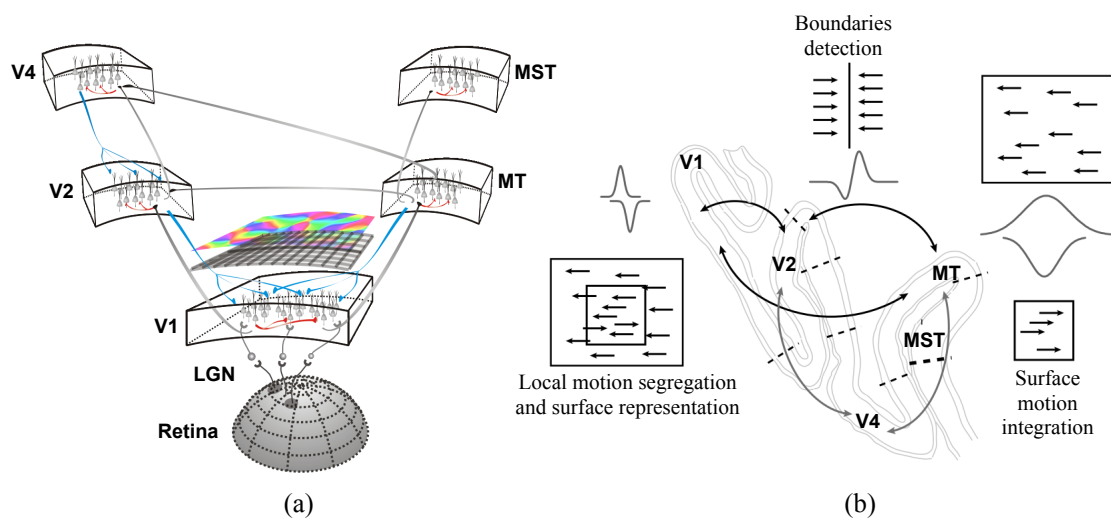 V4
MST
V2
MT
V1
LGN
Retina
(a)
Boundaries
detection
V1
V2
MT
MST
V4
Local motion segregation
and surface representation
Surface
motion
integration
(b)